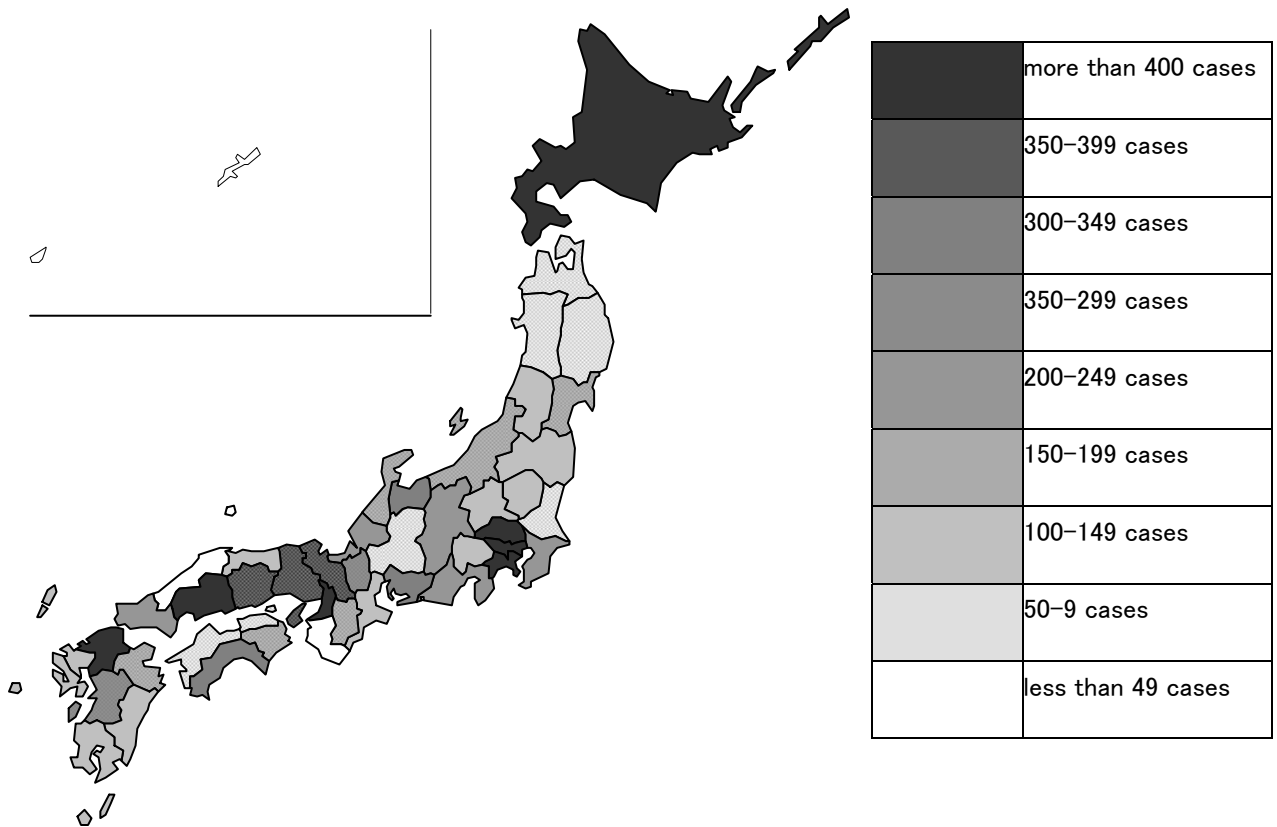 more than 400 cases
350-399 cases
300-349 cases
350-299 cases
200-249 cases
150-199 cases
100-149 cases
50-9 cases
less than 49 cases